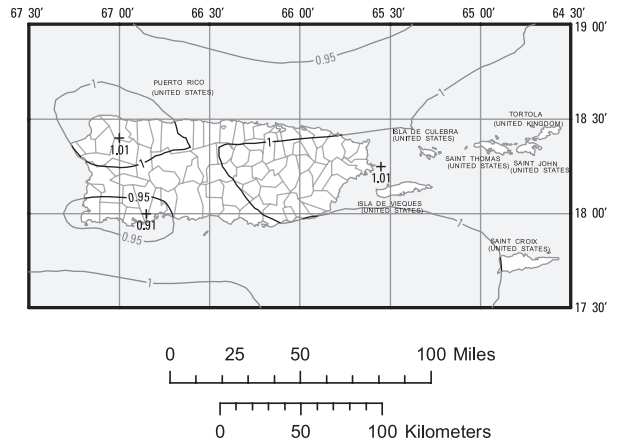 67 30′ 67 00′ 66 30′ 66 00′ 65 30′ 65 00′ 64 30′
19 00′
0.95
1
1
PUERTO RICO
(UNITED STATES)
TORTOLA
(UNITED KINGDOM)
18 30′
ISLA DE CULEBRA
(UNITED STATES)
1
1
1.01
SAINT THOMAS
(UNITED STATES)
SAINT JOHN
(UNITED STATES)
1.01
0.95
ISLA DE VIEQUES
(UNITED STATES)
18 00′
0.91
0.95
1
SAINT CROIX
(UNITED STATES)
1
17 30′
0 25 50 100 Miles
0 50 100 Kilometers